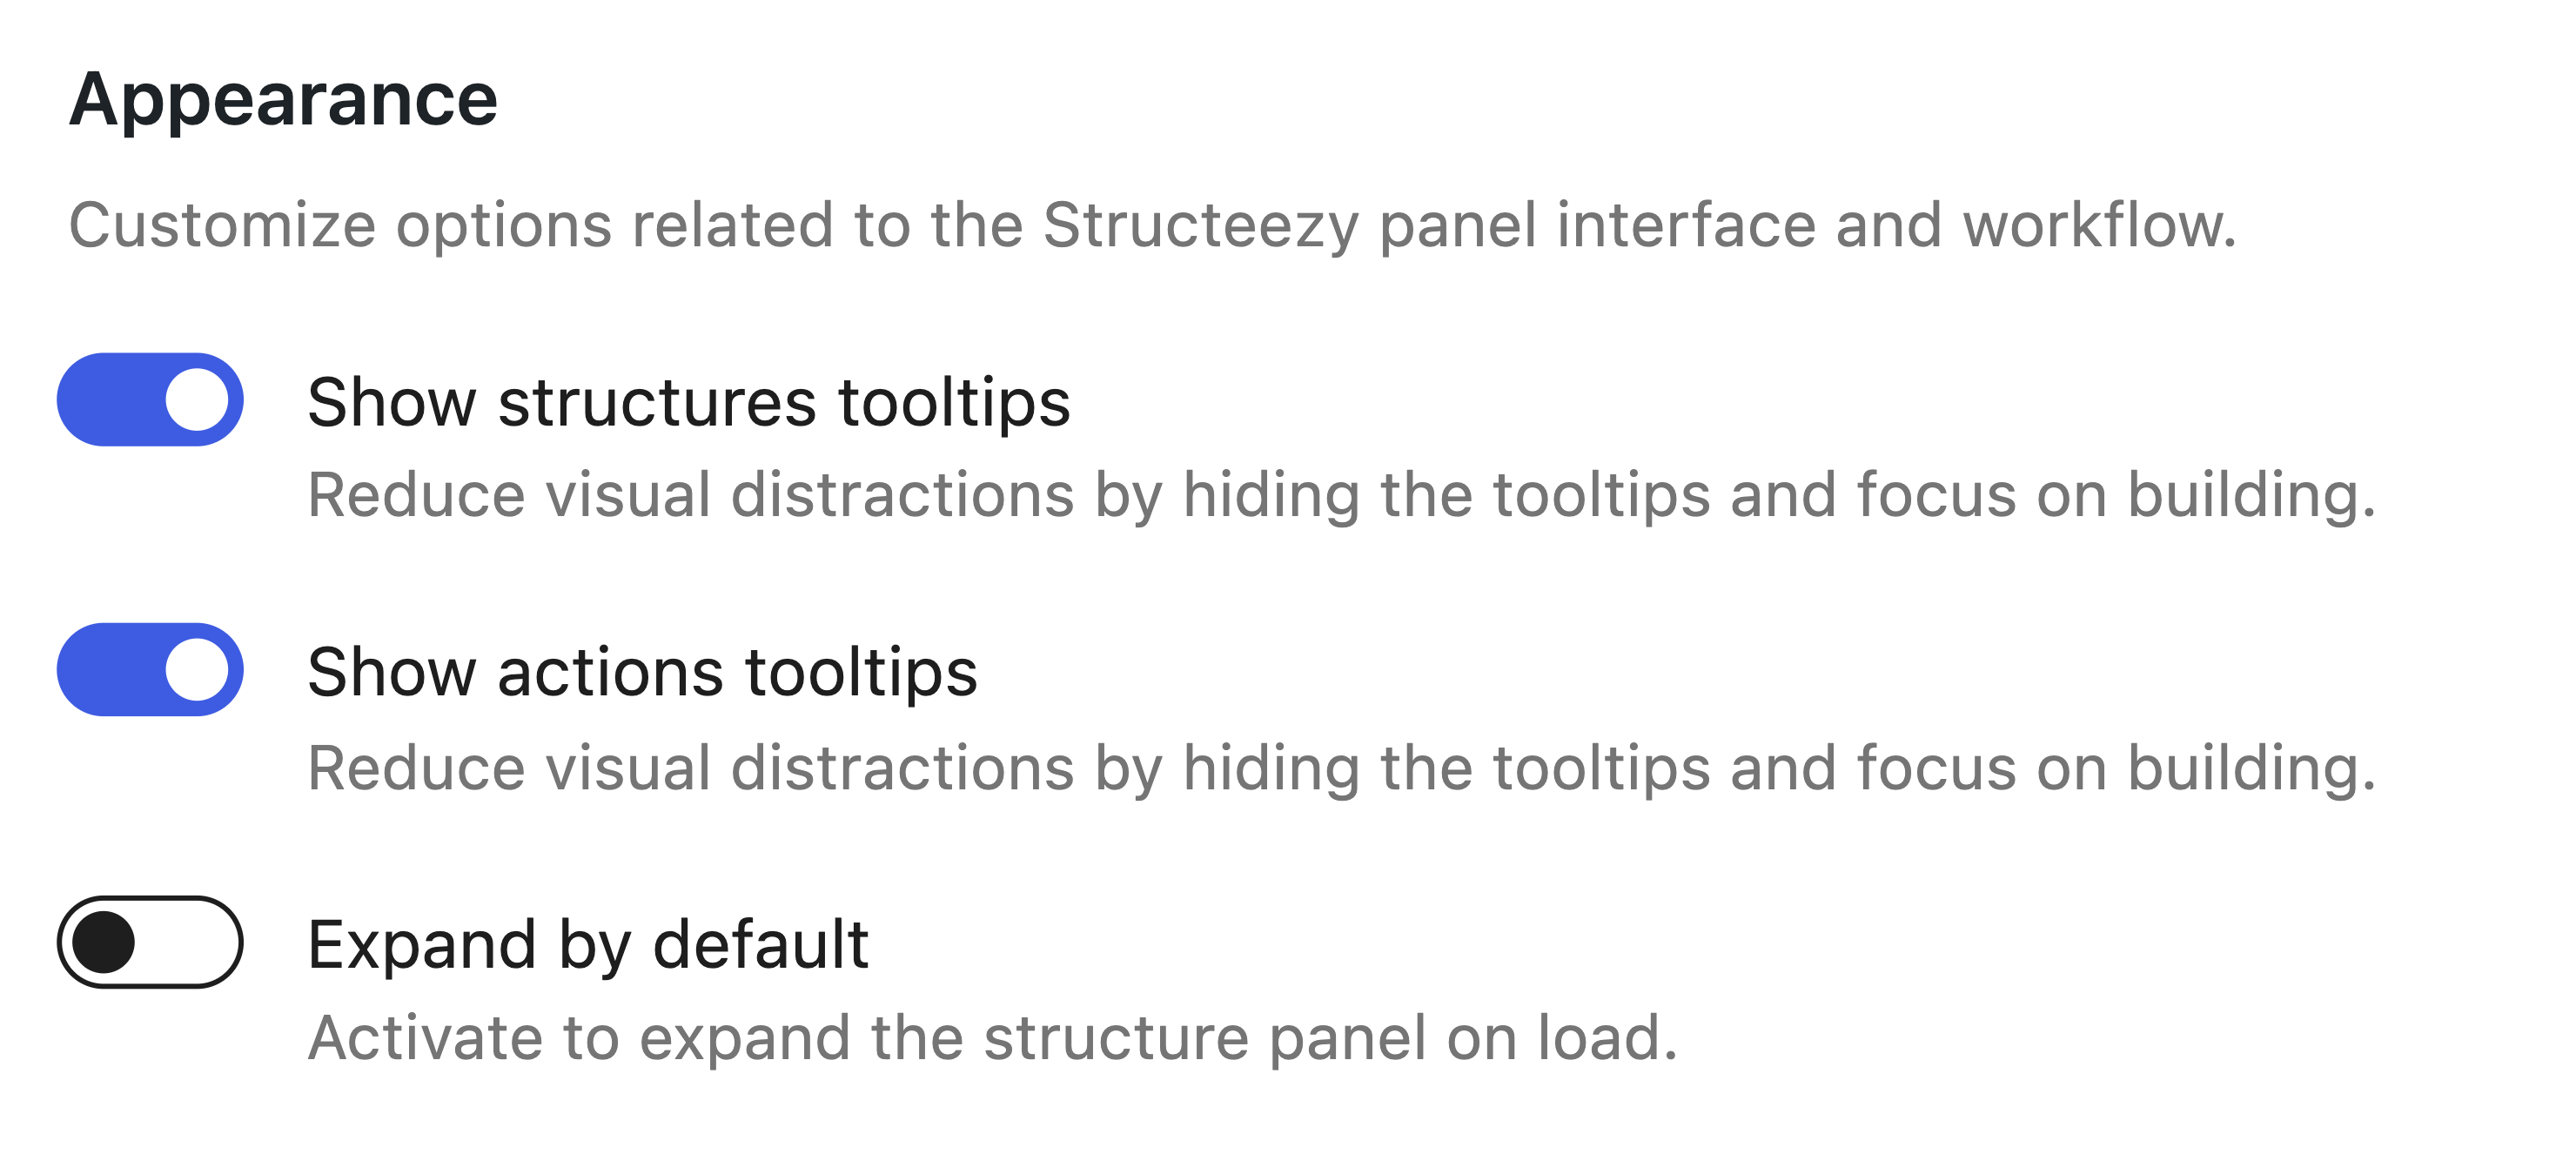 Appearance
Customize options related to the Structeezy panel interface and workflow.
Show structures tooltips
Reduce visual distractions by hiding the tooltips and focus on building.
Show actions tooltips
Reduce visual distractions by hiding the tooltips and focus on building.
Expand by default
Activate to expand the structure panel on load.